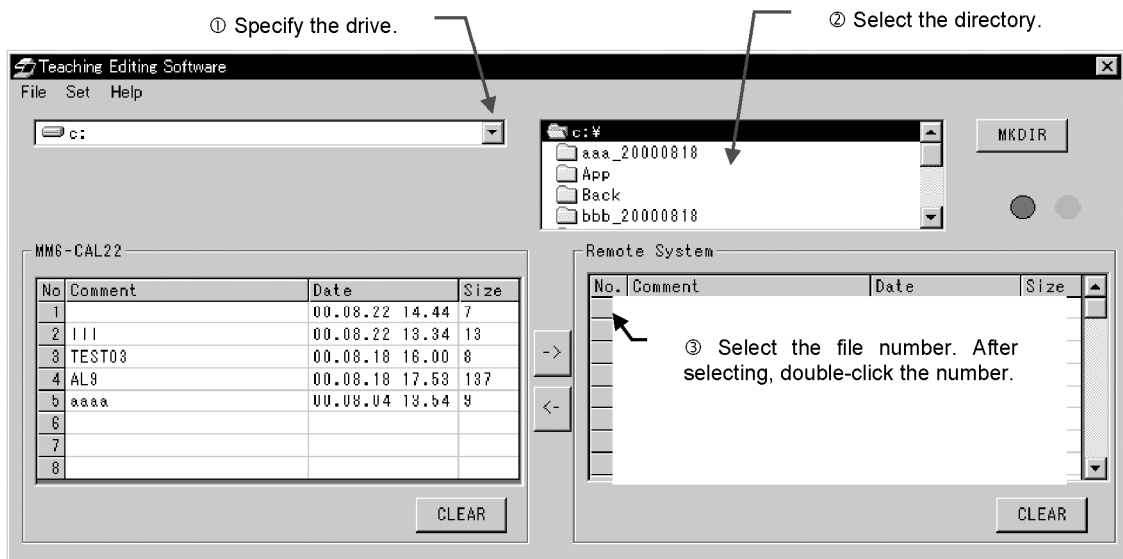 ① Specify the drive.
② Select the directory.
Teaching Editing Software
File Set Help
c:
c:¥
MKDIR
aaa_20000818
App
Back
bbb_20000818
MM6-CAL22
Remote System
No Comment Date Size
No. Comment Date Size
1 00.08.22 14.44 7
2 III 00.08.22 13.34 13
3 TEST03 00.08.18 16.00 8
4 AL9 00.08.18 17.53 137
5 aaaa 00.08.04 13.54 9
6
7
8
->
<-
③ Select the file number. After
selecting, double-click the number.
CLEAR
CLEAR